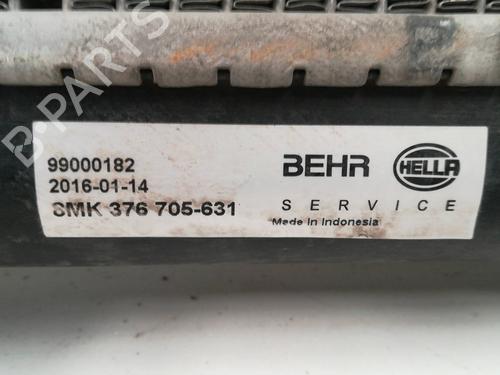 B-PARTS
99000182
2016-01-14
8MK 376 705-631
BEHR
HELLA
SERVICE
Made in Indonesia